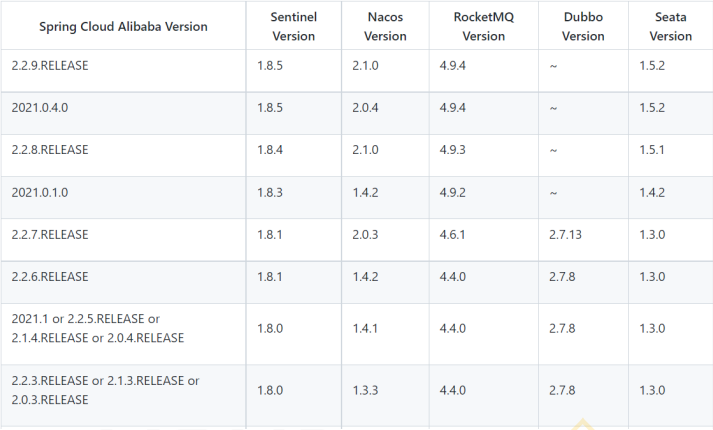 Spring Cloud Alibaba Version Sentinel Version Nacos Version RocketMQ Version Dubbo Version Seata Version
2.2.9.RELEASE 1.8.5 2.1.0 4.9.4 ~ 1.5.2
2021.0.4.0 1.8.5 2.0.4 4.9.4 ~ 1.5.2
2.2.8.RELEASE 1.8.4 2.1.0 4.9.3 ~ 1.5.1
2021.0.1.0 1.8.3 1.4.2 4.9.2 ~ 1.4.2
2.2.7.RELEASE 1.8.1 2.0.3 4.6.1 2.7.13 1.3.0
2.2.6.RELEASE 1.8.1 1.4.2 4.4.0 2.7.8 1.3.0
2021.1 or 2.2.5.RELEASE or
2.1.4.RELEASE or 2.0.4.RELEASE 1.8.0 1.4.1 4.4.0 2.7.8 1.3.0
2.2.3.RELEASE or 2.1.3.RELEASE or
2.0.3.RELEASE 1.8.0 1.3.3 4.4.0 2.7.8 1.3.0